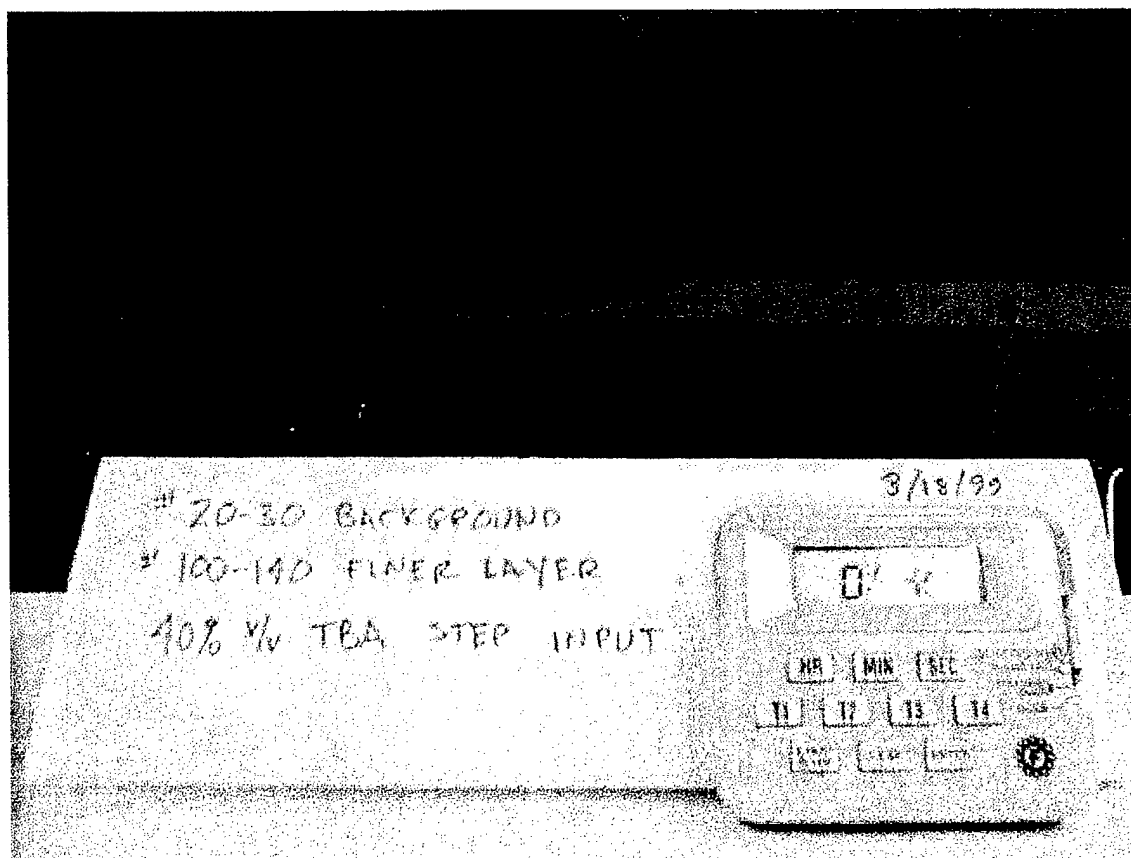 3/18/99
# 20-30 BACKGROUND
# 100-140 FINER LAYER
40% V/V TBA STEP INPUT
HR MIN SEC
T1 T2 T3 T4